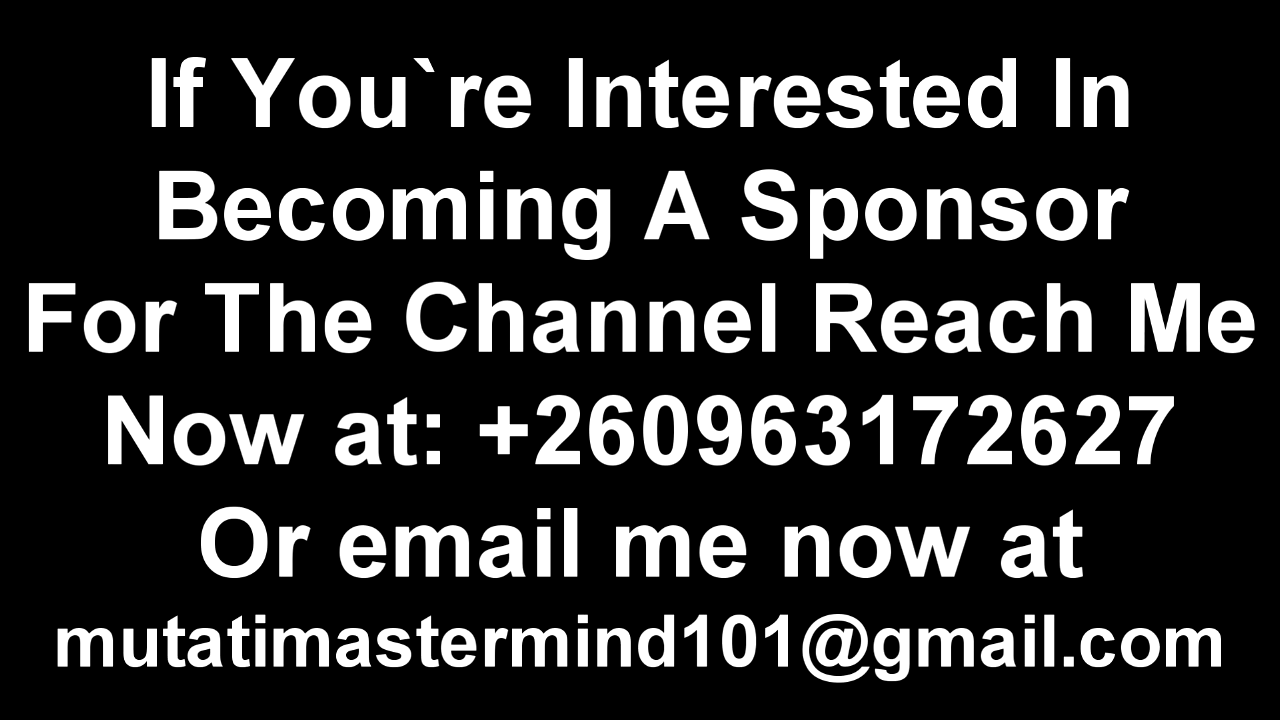 If You`re Interested In
Becoming A Sponsor
For The Channel Reach Me
Now at: +260963172627
Or email me now at
mutatimastermind101@gmail.com